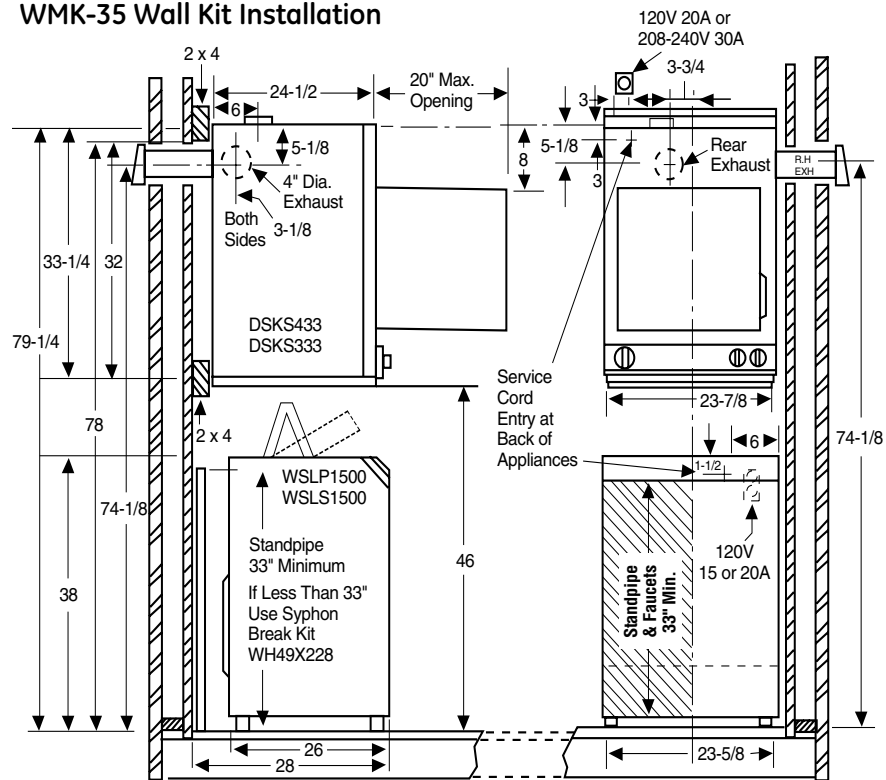 WMK-35 Wall Kit Installation
120V 20A or
208-240V 30A
2 x 4
24-1/2
20" Max.
Opening
3-3/4
6
3
5-1/8
8
5-1/8
3
Rear
Exhaust
R.H
EXH
4" Dia.
Exhaust
Both
Sides
3-1/8
33-1/4
32
79-1/4
DSKS433
DSKS333
Service
Cord
Entry at
Back of
Appliances
23-7/8
78
2 x 4
74-1/8
6
1-1/2
WSLP1500
WSLS1500
74-1/8
Standpipe
33" Minimum
If Less Than 33"
Use Syphon
Break Kit
WH49X228
46
38
120V
15 or 20A
Standpipe
& Faucets
33" Min.
26
28
23-5/8